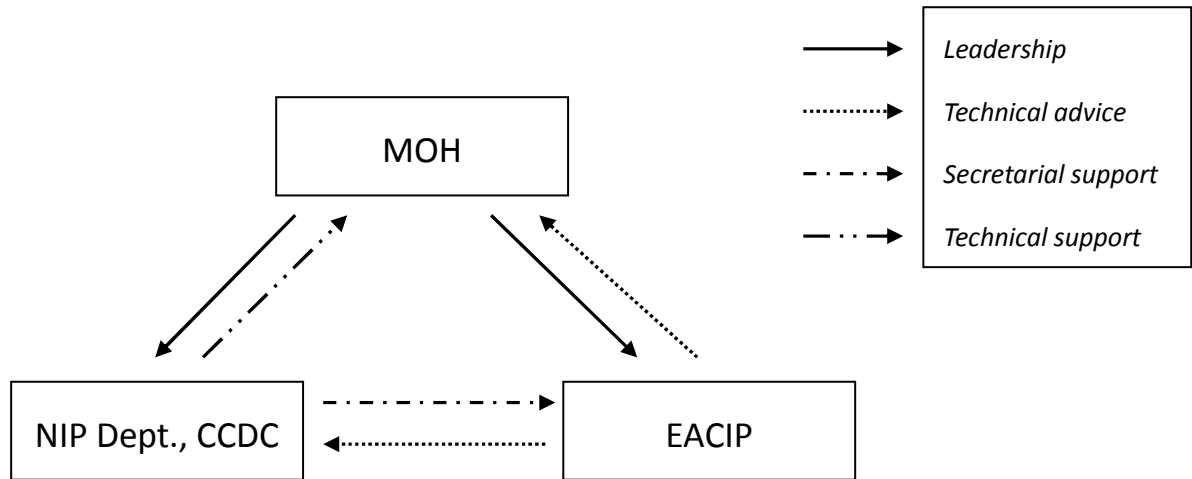 Leadership
Technical advice
MOH
Secretarial support
Technical support
NIP Dept., CCDC
EACIP